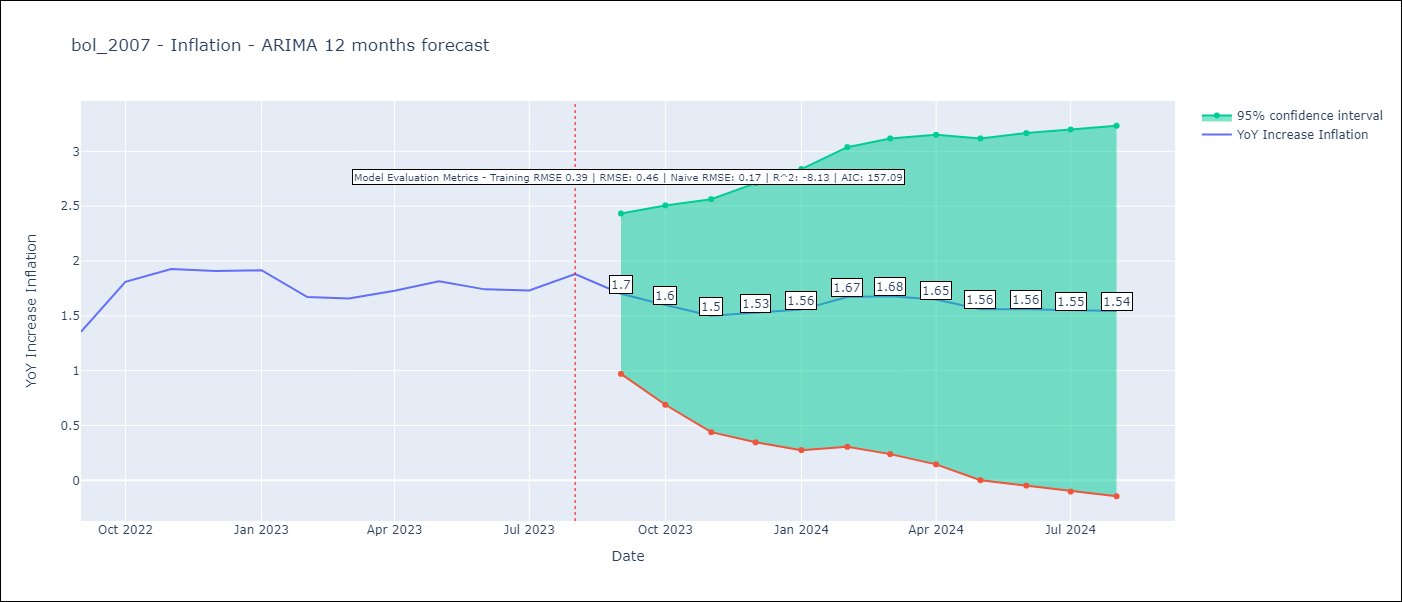 bol_2007 - Inflation - ARIMA 12 months forecast
95% confidence interval
YoY Increase Inflation
Model Evaluation Metrics - Training RMSE 0.39 | RMSE: 0.46 | Naive RMSE: 0.17 | R^2: -8.13 | AIC: 157.09
YoY Increase Inflation
3
2.5
2
1.5
1
0.5
0
1.7
1.6
1.5
1.53
1.56
1.67
1.68
1.65
1.56
1.56
1.55
1.54
Oct 2022
Jan 2023
Apr 2023
Jul 2023
Oct 2023
Jan 2024
Apr 2024
Jul 2024
Date